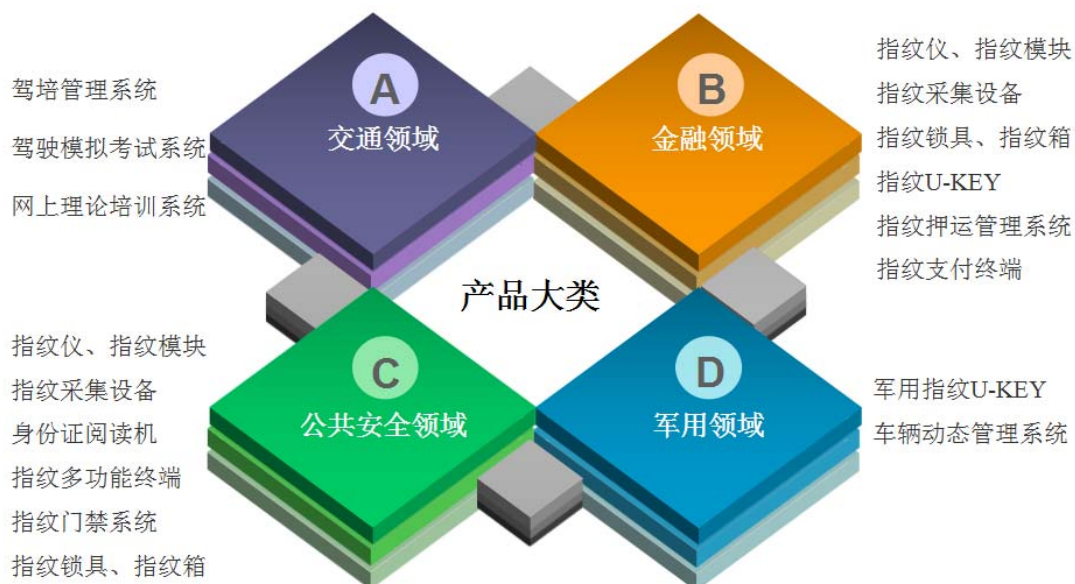 A
交通领域
驾培管理系统
驾驶模拟考试系统
网上理论培训系统
B
金融领域
指纹仪、指纹模块
指纹采集设备
指纹锁具、指纹箱
指纹U-KEY
指纹押运管理系统
指纹支付终端
产品大类
C
公共安全领域
指纹仪、指纹模块
指纹采集设备
身份证阅读机
指纹多功能终端
指纹门禁系统
指纹锁具、指纹箱
D
军用领域
军用指纹U-KEY
车辆动态管理系统